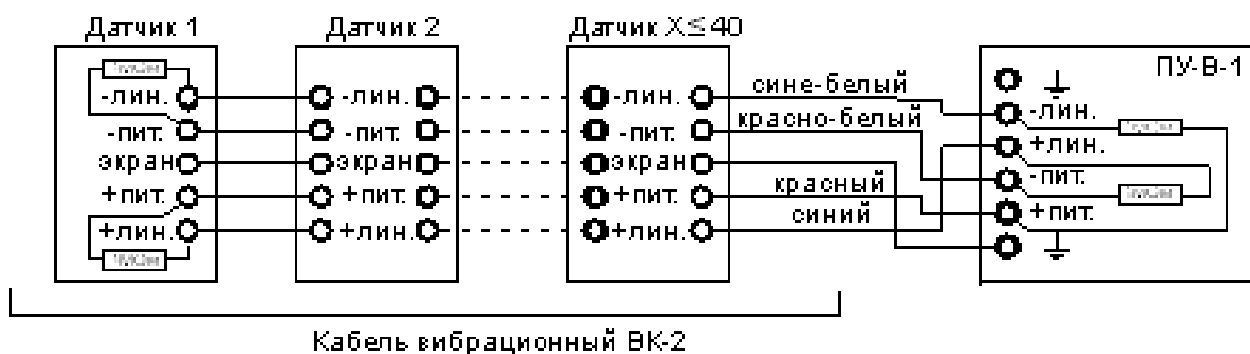 Датчик 1
Датчик 2
Датчик X≤40
ПУ-В-1
-лин.
-пит.
экран
+пит.
+лин.
-лин.
-пит.
экран
+пит.
+лин.
-лин.
-пит.
экран
+пит.
+лин.
сине-белый
красно-белый
красный
синий
-лин.
+лин.
-пит.
+пит.
Кабель вибрационный ВК-2